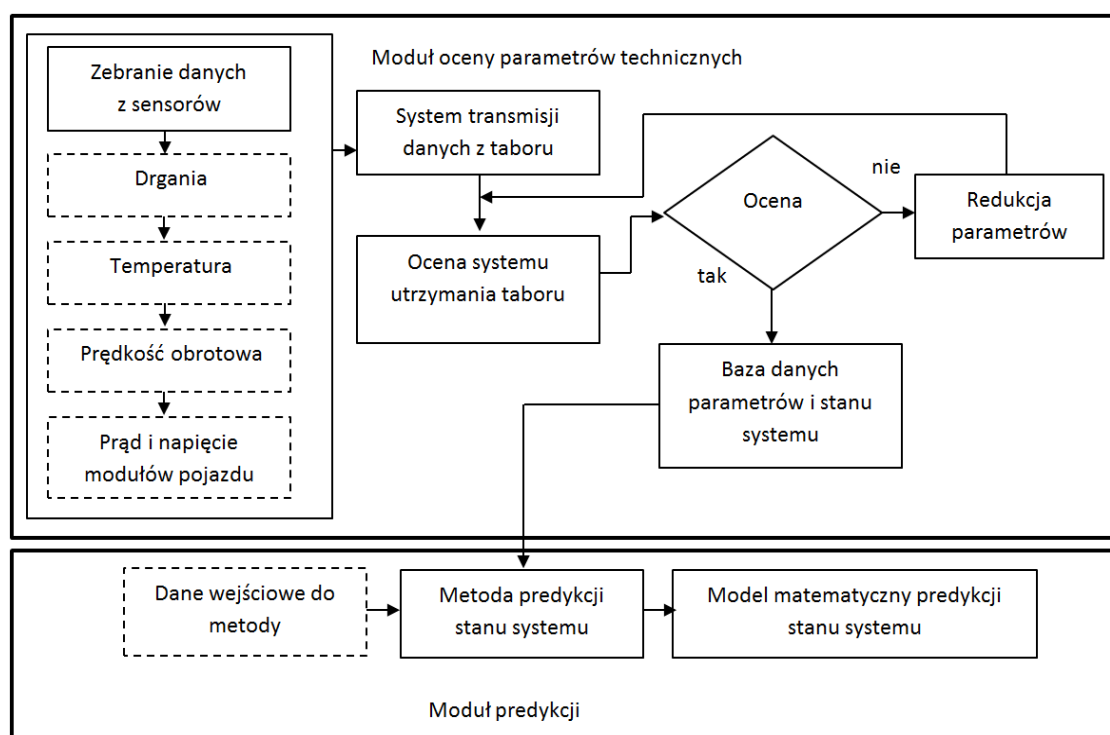 Moduł oceny parametrów technicznych
Zebranie danych
z sensorów
Drgania
Temperatura
Prędkość obrotowa
Prąd i napięcie
modułów pojazdu
System transmisji
danych z taboru
Ocena systemu
utrzymania taboru
Ocena
nie
tak
Redukcja
parametrów
Baza danych
parametrów i stanu
systemu
Dane wejściowe do
metody
Metoda predykcji
stanu systemu
Model matematyczny predykcji
stanu systemu
Moduł predykcji